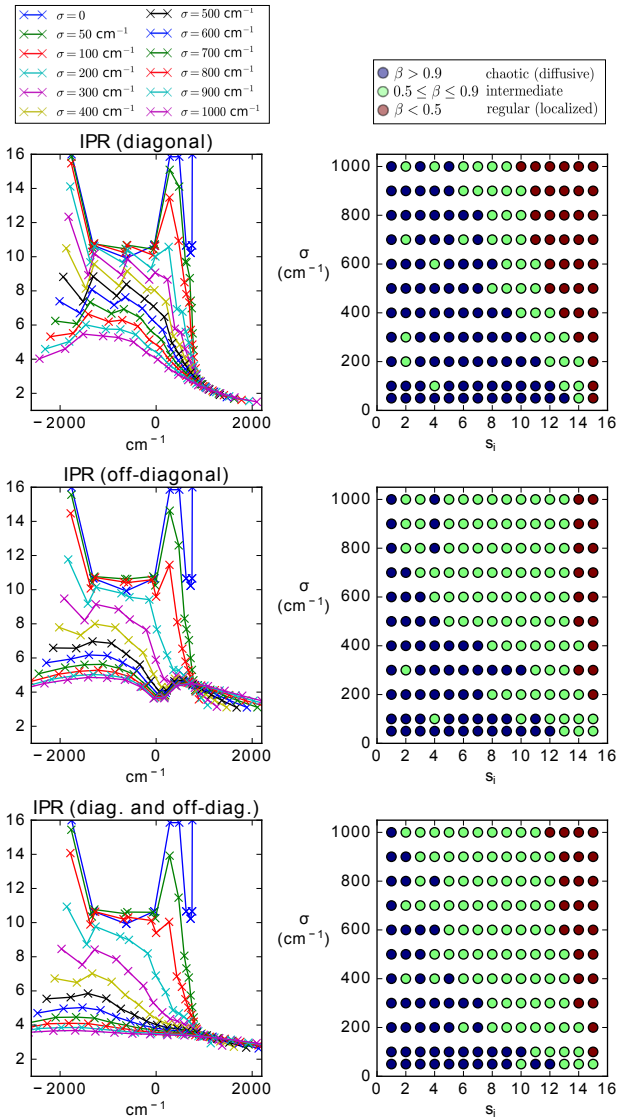 σ = 0
σ = 50 cm⁻¹
σ = 100 cm⁻¹
σ = 200 cm⁻¹
σ = 300 cm⁻¹
σ = 400 cm⁻¹
σ = 500 cm⁻¹
σ = 600 cm⁻¹
σ = 700 cm⁻¹
σ = 800 cm⁻¹
σ = 900 cm⁻¹
σ = 1000 cm⁻¹
β > 0.9 chaotic (diffusive)
0.5 ≤ β ≤ 0.9 intermediate
β < 0.5 regular (localized)
IPR (diagonal)
16
14
12
10
8
6
4
2
−2000 0 2000
cm⁻¹
1000
800
σ
(cm⁻¹)
600
400
200
0
0 2 4 6 8 10 12 14 16
sᵢ
IPR (off-diagonal)
16
14
12
10
8
6
4
2
−2000 0 2000
cm⁻¹
1000
800
σ
(cm⁻¹)
600
400
200
0
0 2 4 6 8 10 12 14 16
sᵢ
IPR (diag. and off-diag.)
16
14
12
10
8
6
4
2
−2000 0 2000
cm⁻¹
1000
800
σ
(cm⁻¹)
600
400
200
0
0 2 4 6 8 10 12 14 16
sᵢ